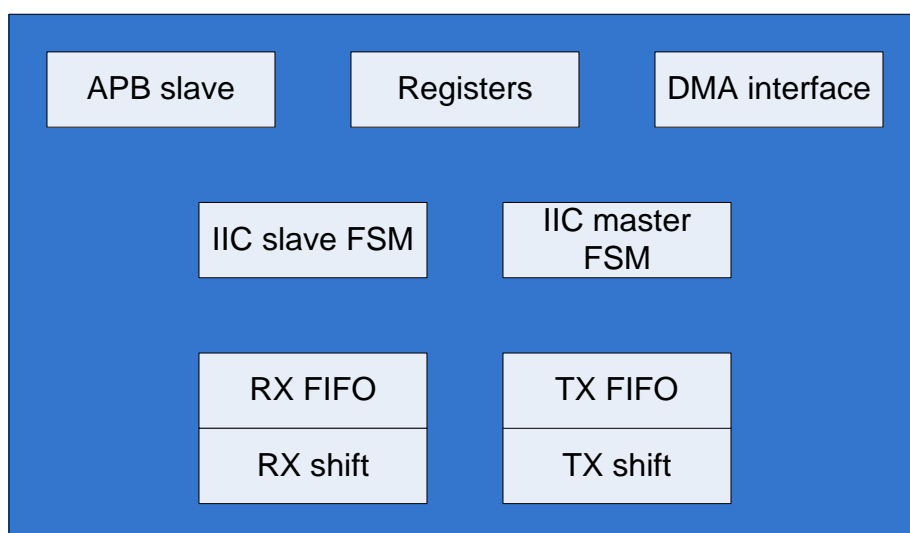 APB slave
Registers
DMA interface
IIC slave FSM
IIC master
FSM
RX FIFO
TX FIFO
RX shift
TX shift